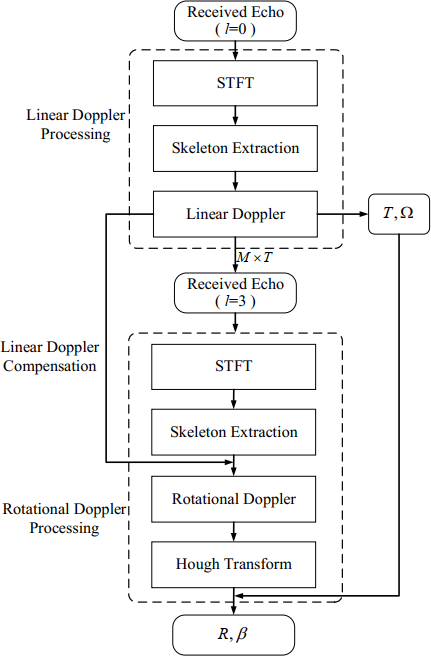 Received Echo
( l=0 )
STFT
Linear Doppler
Processing
Skeleton Extraction
Linear Doppler
T, Ω
M × T
Received Echo
( l=3 )
Linear Doppler
Compensation
STFT
Skeleton Extraction
Rotational Doppler
Rotational Doppler
Processing
Hough Transform
R, β